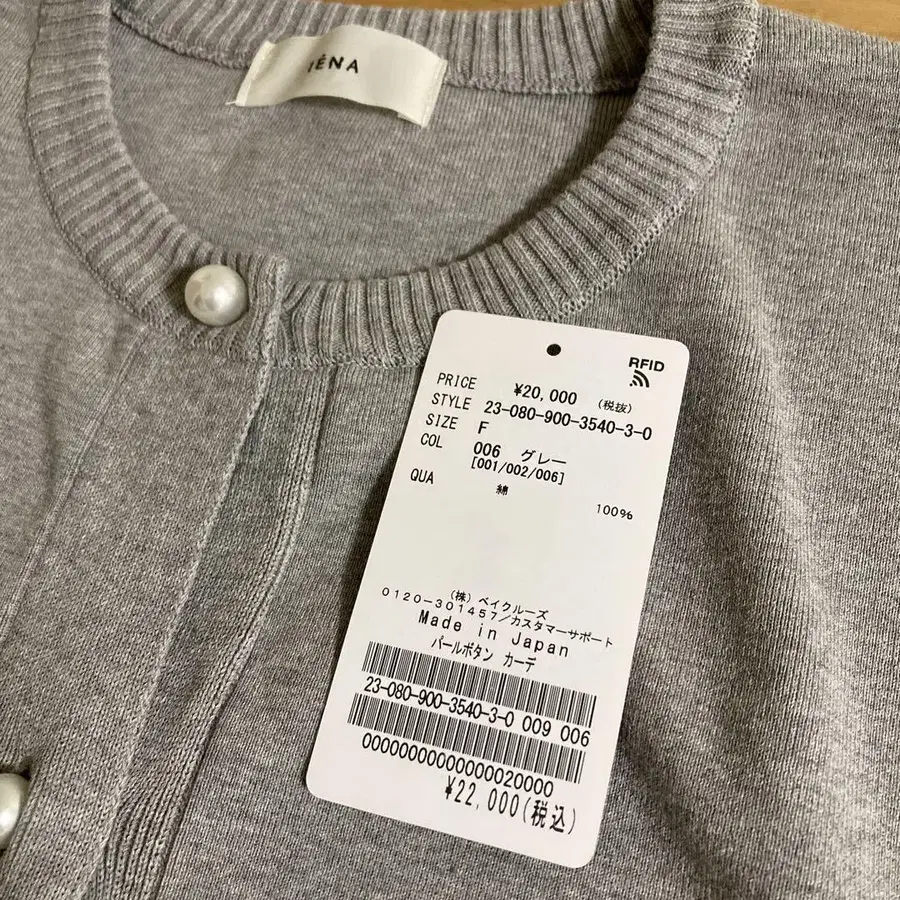 IÉNA
RFID
PRICE ¥20,000 (税抜)
STYLE 23-080-900-3540-3-0
SIZE F
COL 006 グレー
[001/002/006]
QUA 綿 100%
(株)ベイクルーズ
0120-301457/カスタマーサポート
Made in Japan
パールボタン カーデ
23-080-900-3540-3-0 009 006
0000000000000020000
¥22,000(税込)